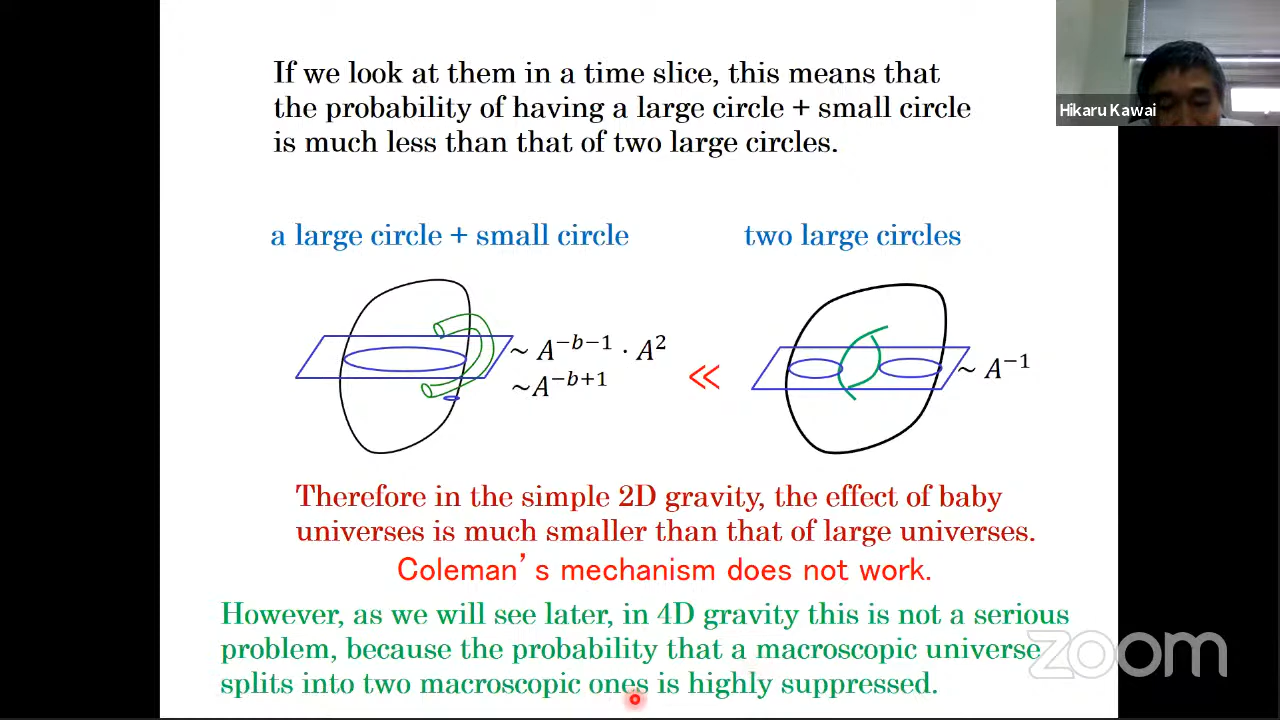 If we look at them in a time slice, this means that
the probability of having a large circle + small circle
is much less than that of two large circles.
Hikaru Kawai
a large circle + small circle
two large circles
~ A^{-b-1} · A^2
~A^{-b+1}
≪
~ A^{-1}
Therefore in the simple 2D gravity, the effect of baby
universes is much smaller than that of large universes.
Coleman's mechanism does not work.
However, as we will see later, in 4D gravity this is not a serious
problem, because the probability that a macroscopic universe
splits into two macroscopic ones is highly suppressed.
zoom